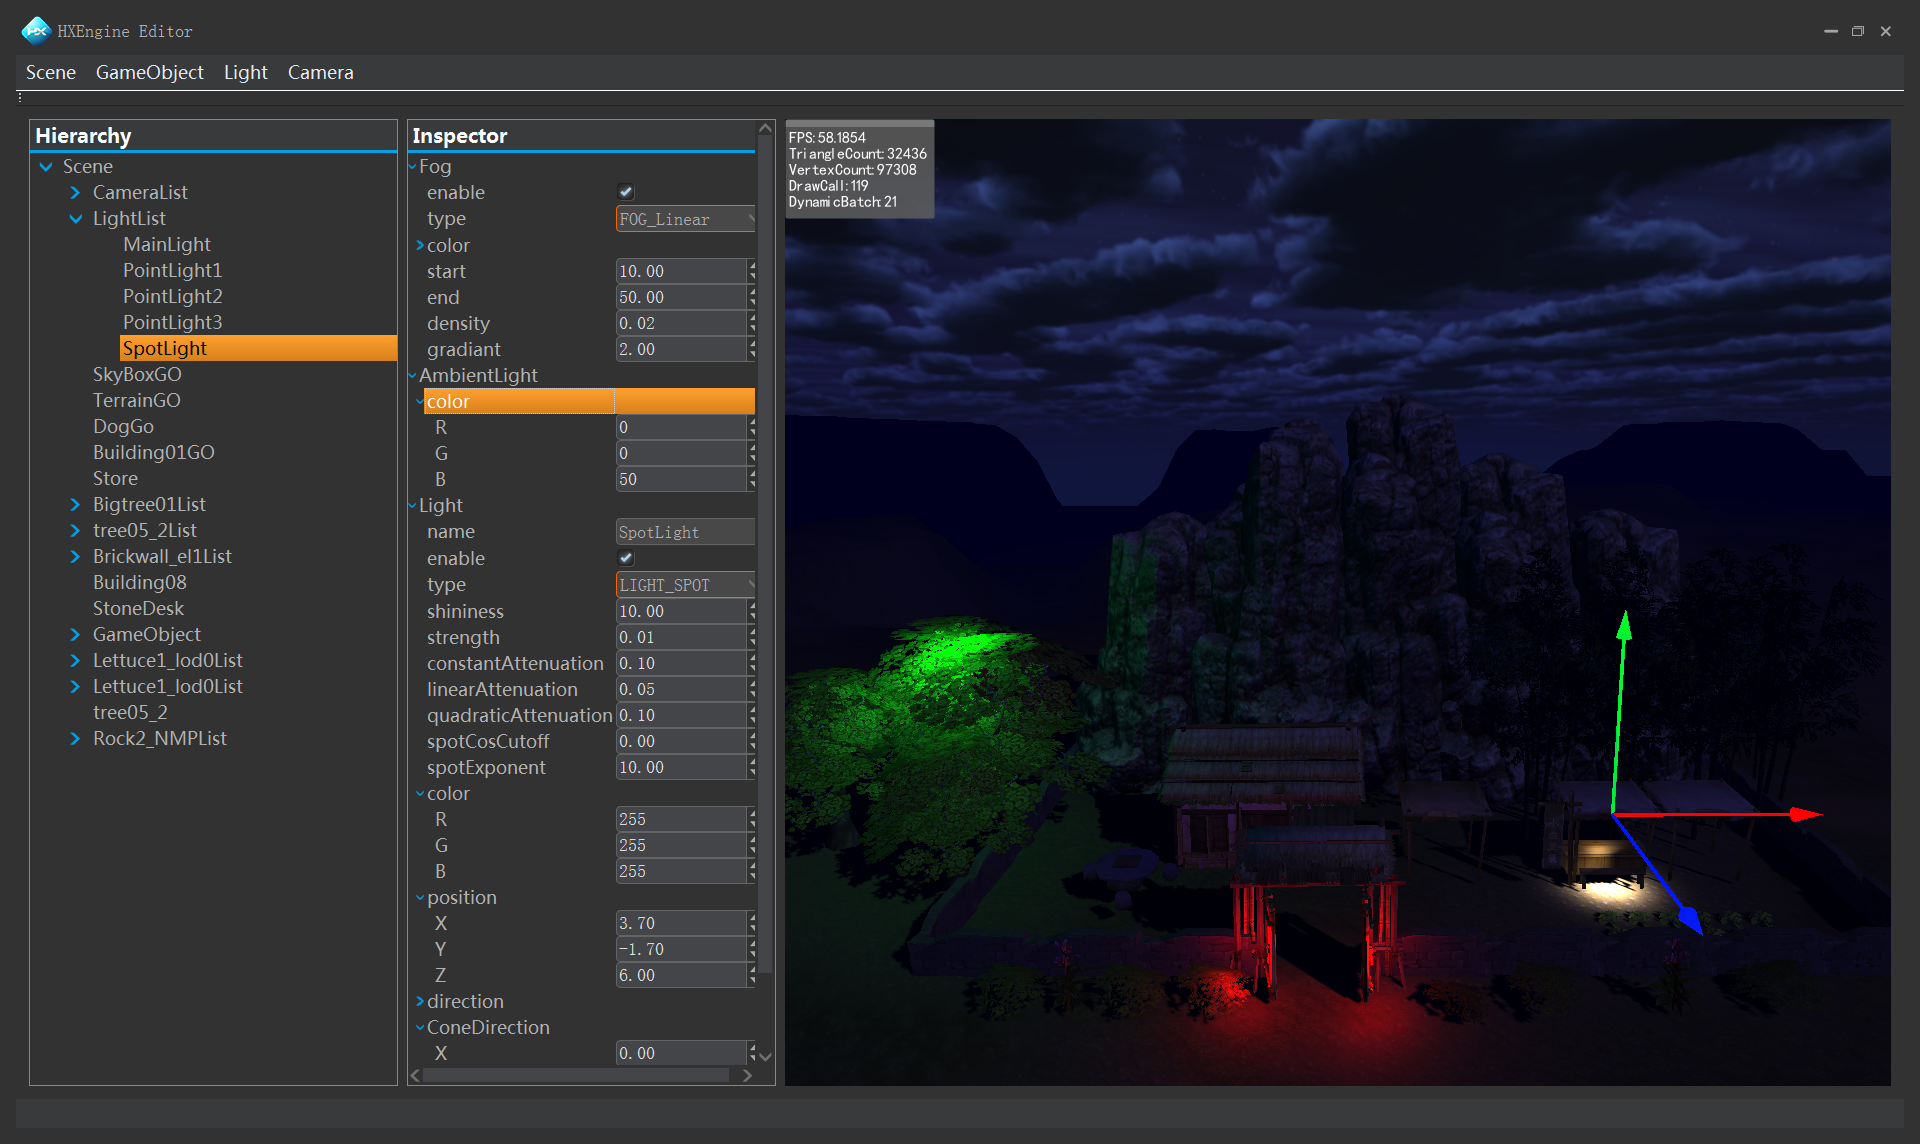 HX HXEngine Editor
Scene GameObject Light Camera
Hierarchy
Scene
CameraList
LightList
MainLight
PointLight1
PointLight2
PointLight3
SpotLight
SkyBoxGO
TerrainGO
DogGo
Building01GO
Store
Bigtree01List
tree05_2List
Brickwall_el1List
Building08
StoneDesk
GameObject
Lettuce1_lod0List
Lettuce1_lod0List
tree05_2
Rock2_NMPList
Inspector
Fog
enable
type FOG_Linear
color
start 10.00
end 50.00
density 0.02
gradiant 2.00
AmbientLight
color
R 0
G 0
B 50
Light
name SpotLight
enable
type LIGHT_SPOT
shininess 10.00
strength 0.01
constantAttenuation 0.10
linearAttenuation 0.05
quadraticAttenuation 0.10
spotCosCutoff 0.00
spotExponent 10.00
color
R 255
G 255
B 255
position
X 3.70
Y -1.70
Z 6.00
direction
ConeDirection
X 0.00
FPS:58.1854
TriangleCount:32436
VertexCount:97308
DrawCall:119
DynamicBatch:21